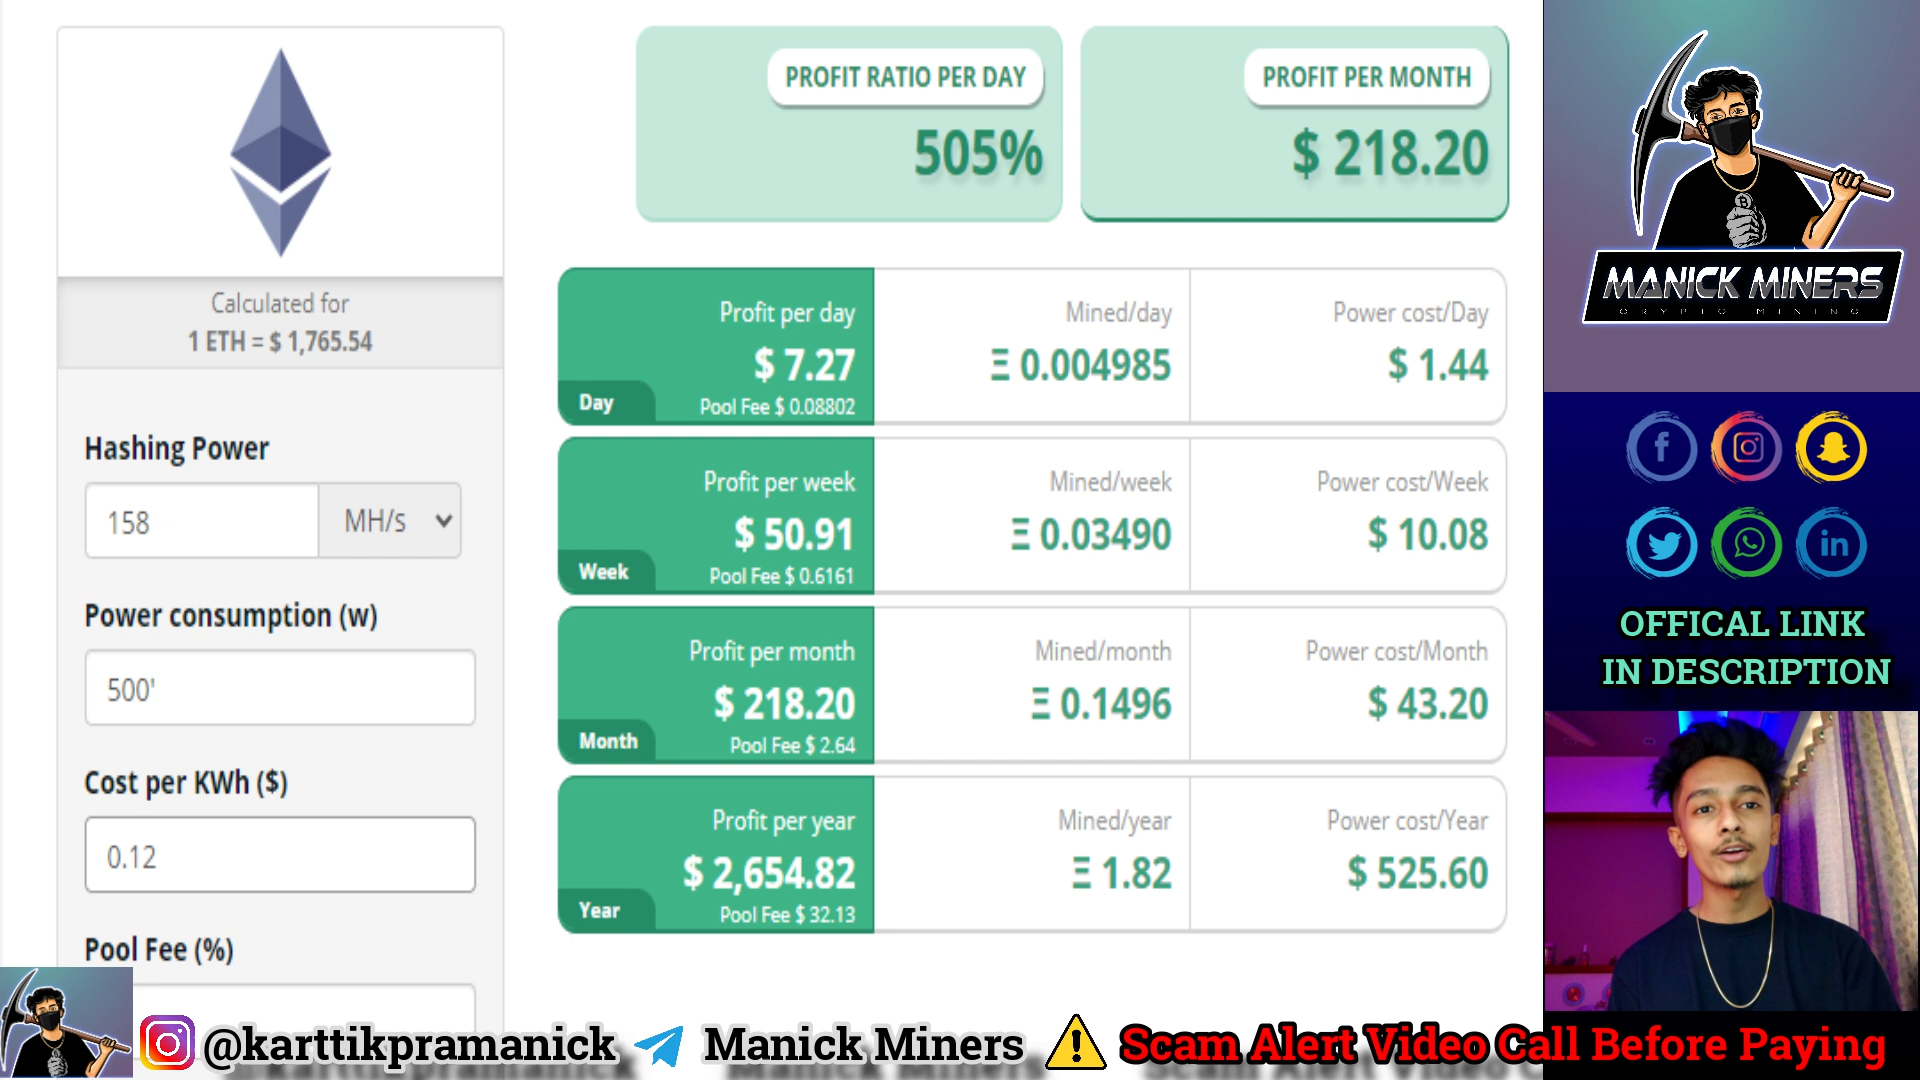 Calculated for
1 ETH = $ 1,765.54
Hashing Power
158
MH/s
Power consumption (w)
500'
Cost per KWh ($)
0.12
Pool Fee (%)
PROFIT RATIO PER DAY
505%
PROFIT PER MONTH
$ 218.20
Profit per day
$ 7.27
Day
Pool Fee $ 0.08802
Mined/day
Ξ 0.004985
Power cost/Day
$ 1.44
Profit per week
$ 50.91
Week
Pool Fee $ 0.6161
Mined/week
Ξ 0.03490
Power cost/Week
$ 10.08
Profit per month
$ 218.20
Month
Pool Fee $ 2.64
Mined/month
Ξ 0.1496
Power cost/Month
$ 43.20
Profit per year
$ 2,654.82
Year
Pool Fee $ 32.13
Mined/year
Ξ 1.82
Power cost/Year
$ 525.60
MANICK MINERS
CRYPTO MINING
OFFICAL LINK
IN DESCRIPTION
@karttikpramanick
Manick Miners
Scam Alert Video Call Before Paying